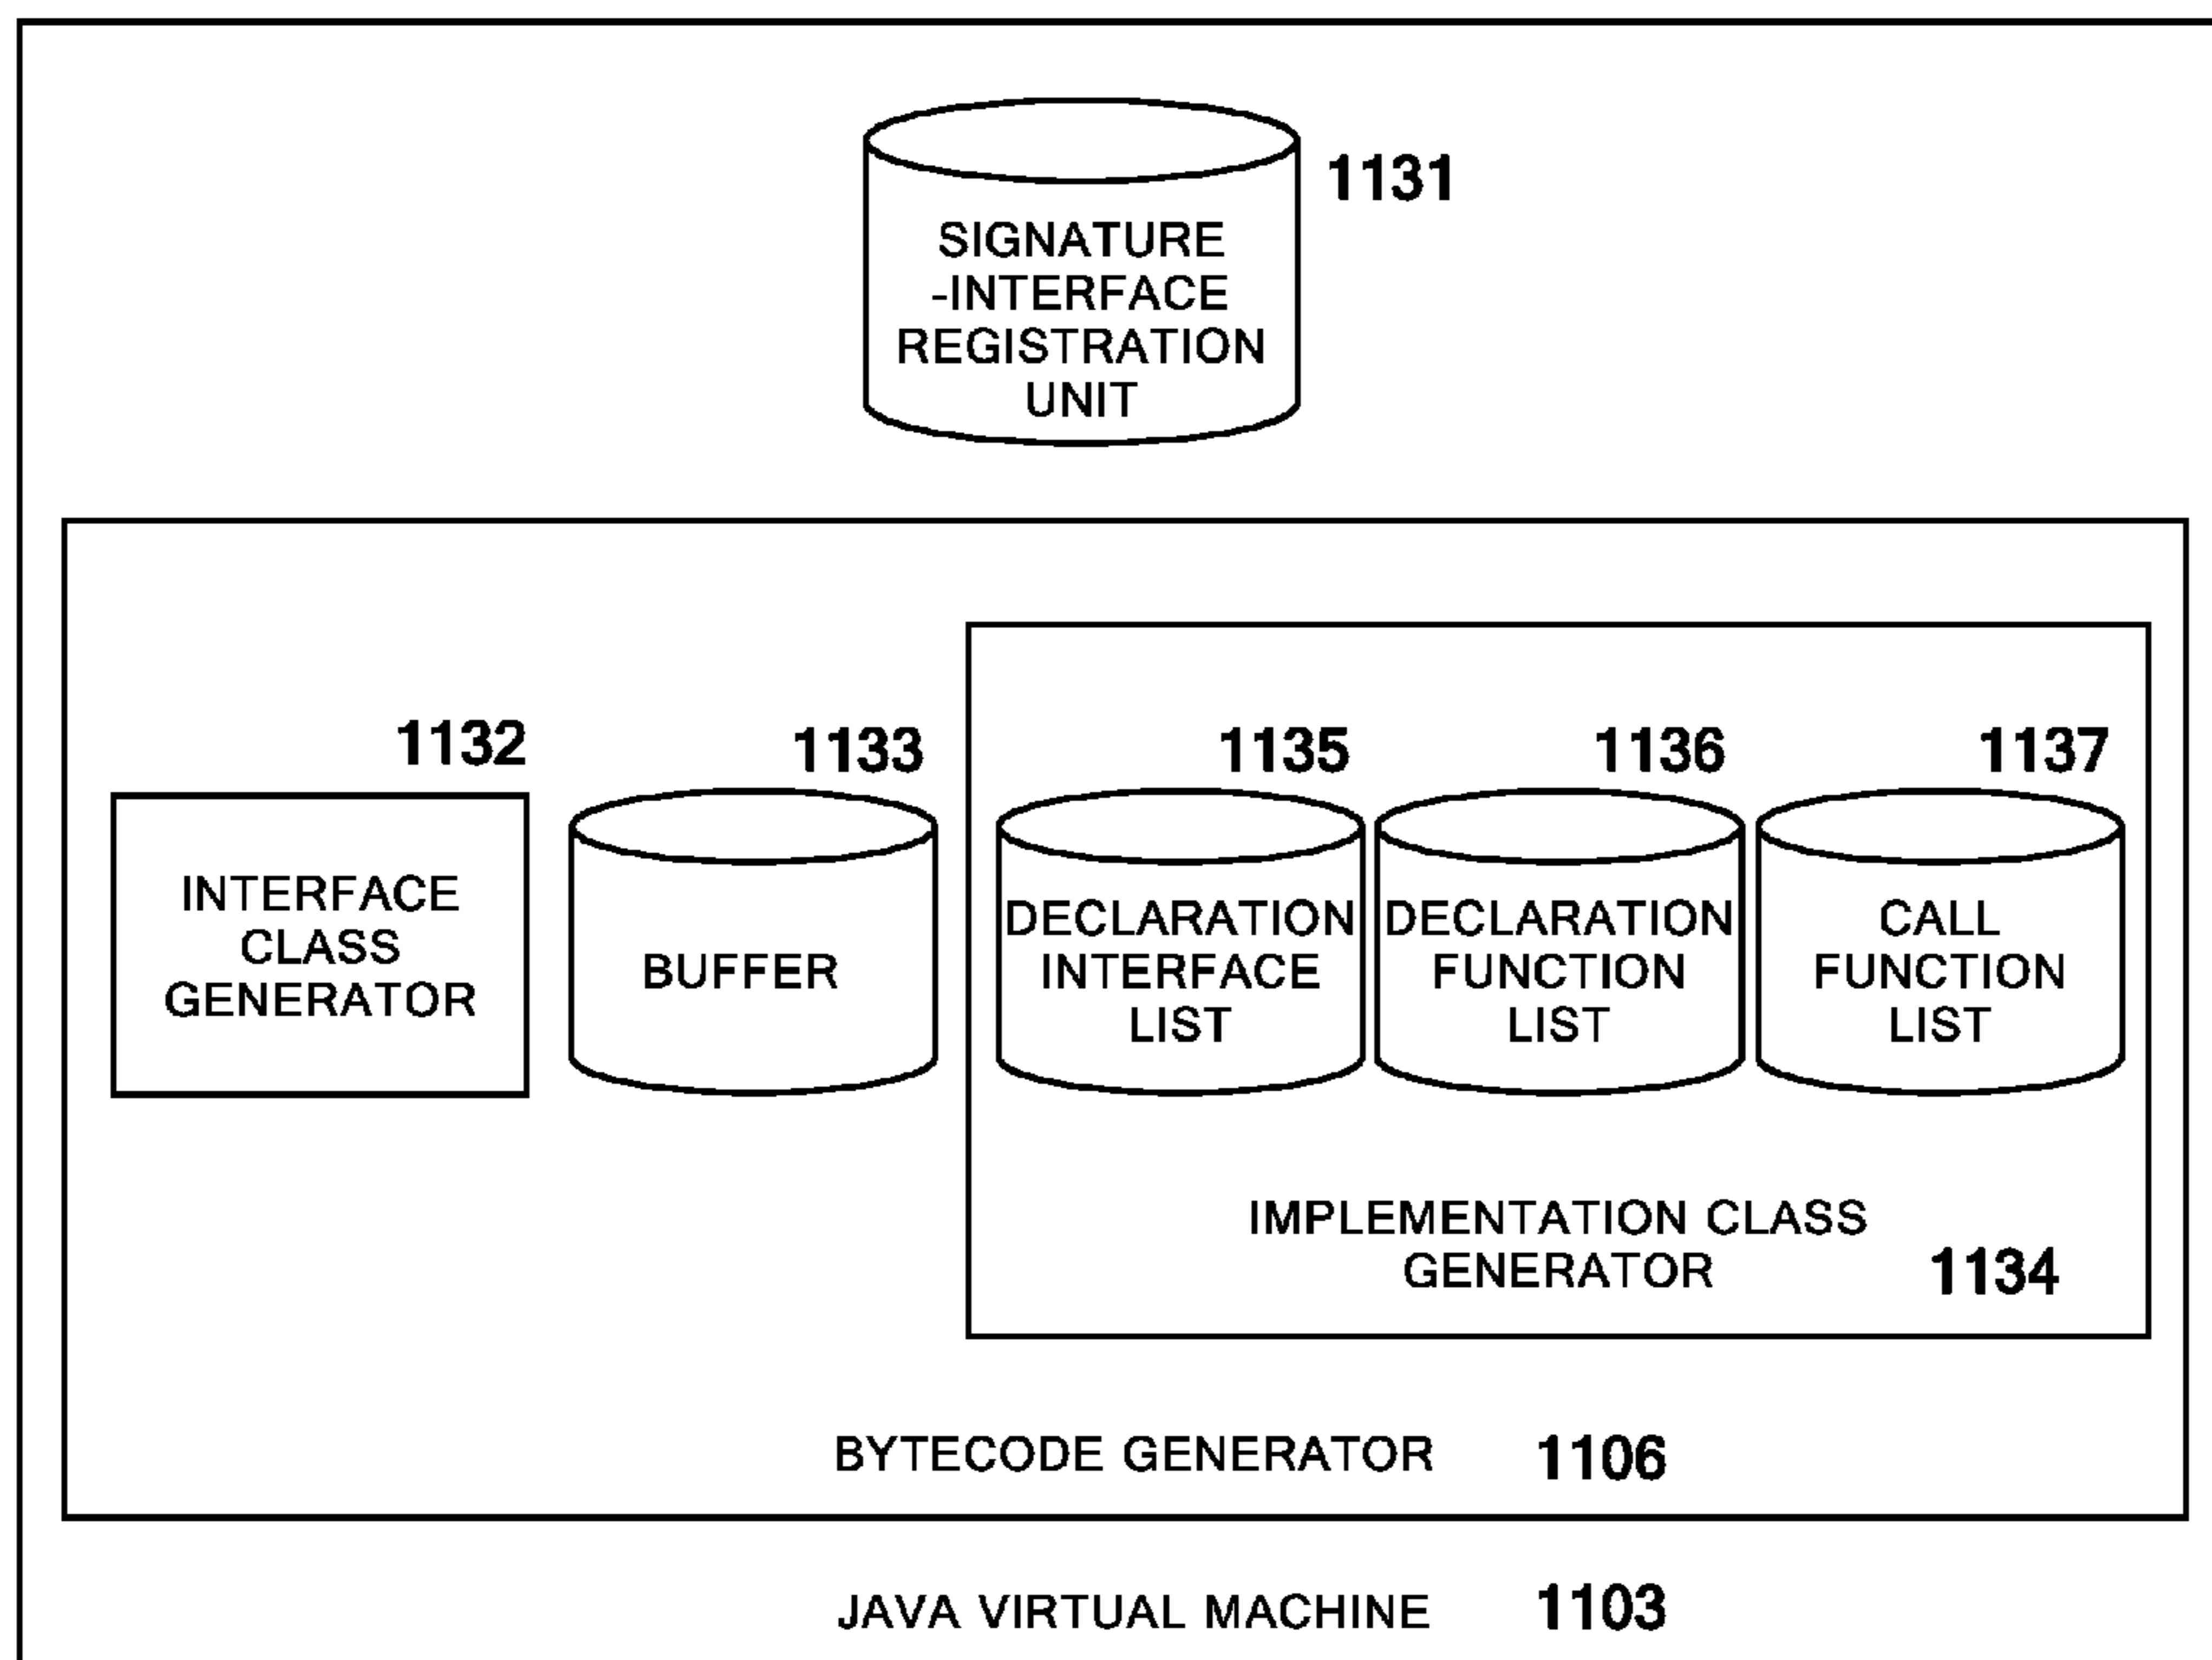 1131
SIGNATURE
-INTERFACE
REGISTRATION
UNIT
1132
1133
1135
1136
1137
INTERFACE
CLASS
GENERATOR
BUFFER
DECLARATION
INTERFACE
LIST
DECLARATION
FUNCTION
LIST
CALL
FUNCTION
LIST
IMPLEMENTATION CLASS
GENERATOR 1134
BYTECODE GENERATOR 1106
JAVA VIRTUAL MACHINE 1103